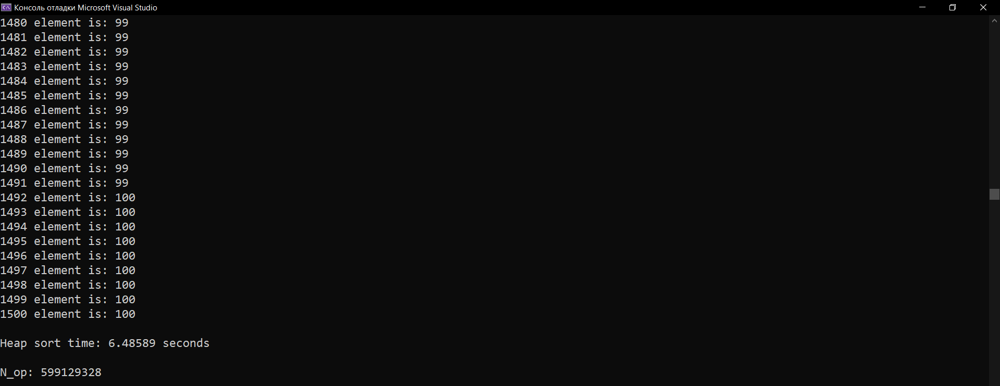 Консоль отладки Microsoft Visual Studio
1480 element is: 99
1481 element is: 99
1482 element is: 99
1483 element is: 99
1484 element is: 99
1485 element is: 99
1486 element is: 99
1487 element is: 99
1488 element is: 99
1489 element is: 99
1490 element is: 99
1491 element is: 99
1492 element is: 100
1493 element is: 100
1494 element is: 100
1495 element is: 100
1496 element is: 100
1497 element is: 100
1498 element is: 100
1499 element is: 100
1500 element is: 100
Heap sort time: 6.48589 seconds
N_op: 599129328